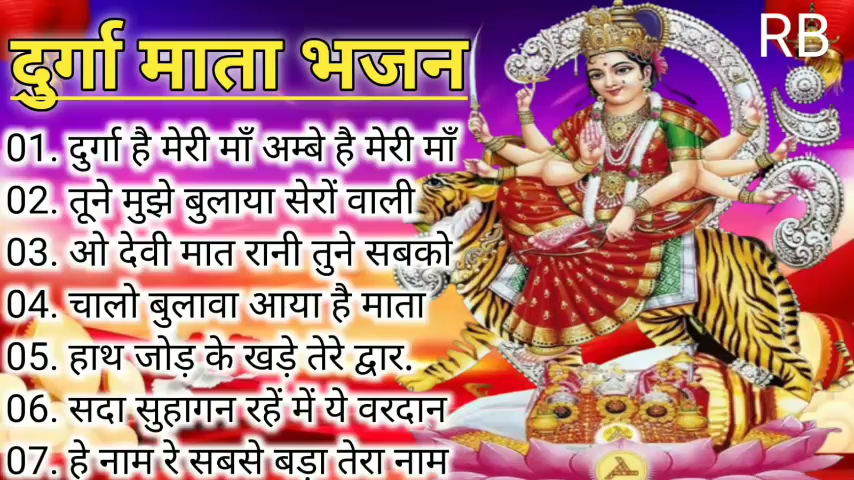 दुर्गा माता भजन
RB
01. दुर्गा है मेरी माँ अम्बे है मेरी माँ
02. तूने मुझे बुलाया सेरों वाली
03. ओ देवी मात रानी तुने सबको
04. चालो बुलावा आया है माता
05. हाथ जोड़ के खड़े तेरे द्वार.
06. सदा सुहागन रहें में ये वरदान
07. हे नाम रे सबसे बड़ा तेरा नाम